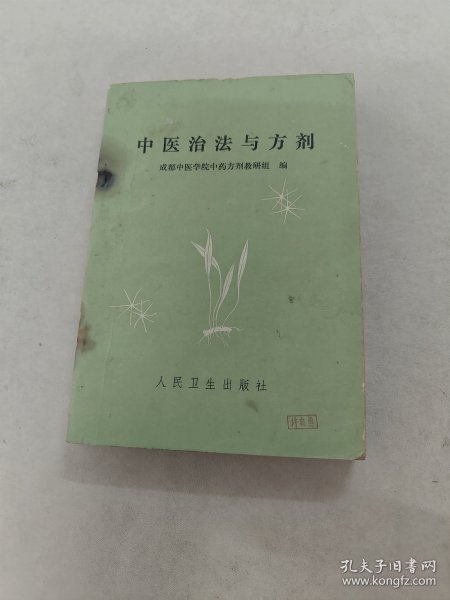 中医治法与方剂
成都中医学院中药方剂教研组 编
人民卫生出版社
孔夫子旧书网
www.kongfz.com